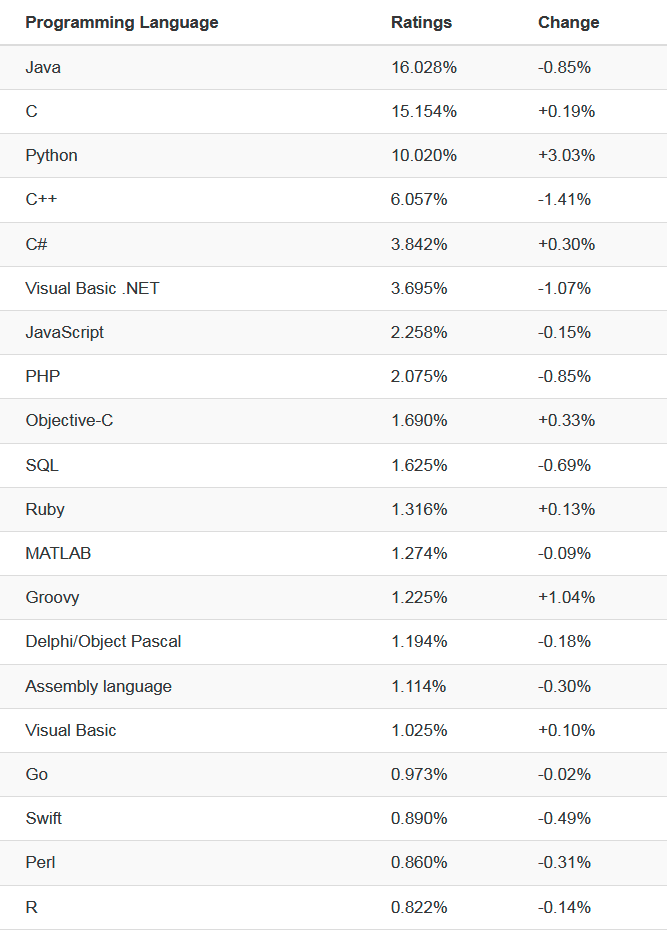 Programming Language Ratings Change
Java 16.028% -0.85%
C 15.154% +0.19%
Python 10.020% +3.03%
C++ 6.057% -1.41%
C# 3.842% +0.30%
Visual Basic .NET 3.695% -1.07%
JavaScript 2.258% -0.15%
PHP 2.075% -0.85%
Objective-C 1.690% +0.33%
SQL 1.625% -0.69%
Ruby 1.316% +0.13%
MATLAB 1.274% -0.09%
Groovy 1.225% +1.04%
Delphi/Object Pascal 1.194% -0.18%
Assembly language 1.114% -0.30%
Visual Basic 1.025% +0.10%
Go 0.973% -0.02%
Swift 0.890% -0.49%
Perl 0.860% -0.31%
R 0.822% -0.14%